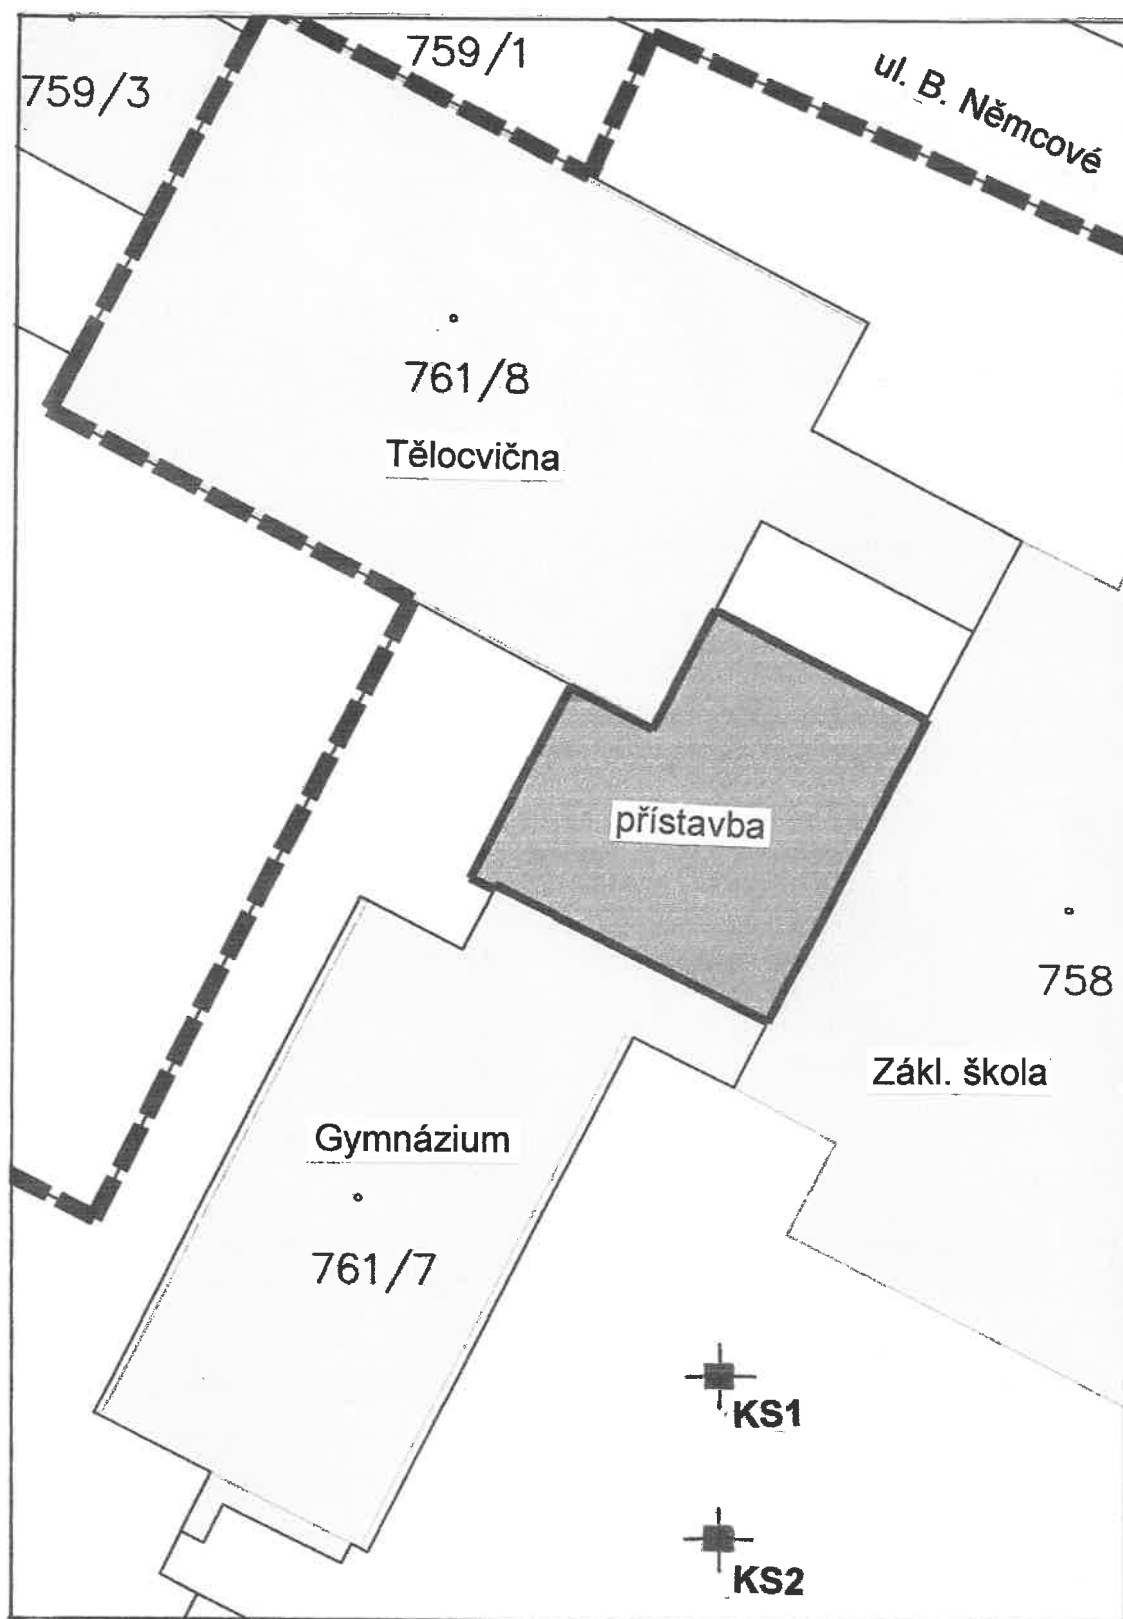 759/1
759/3
ul. B. Němcové
761/8
Tělocvična
přístavba
758
Zákl. škola
Gymnázium
761/7
KS1
KS2